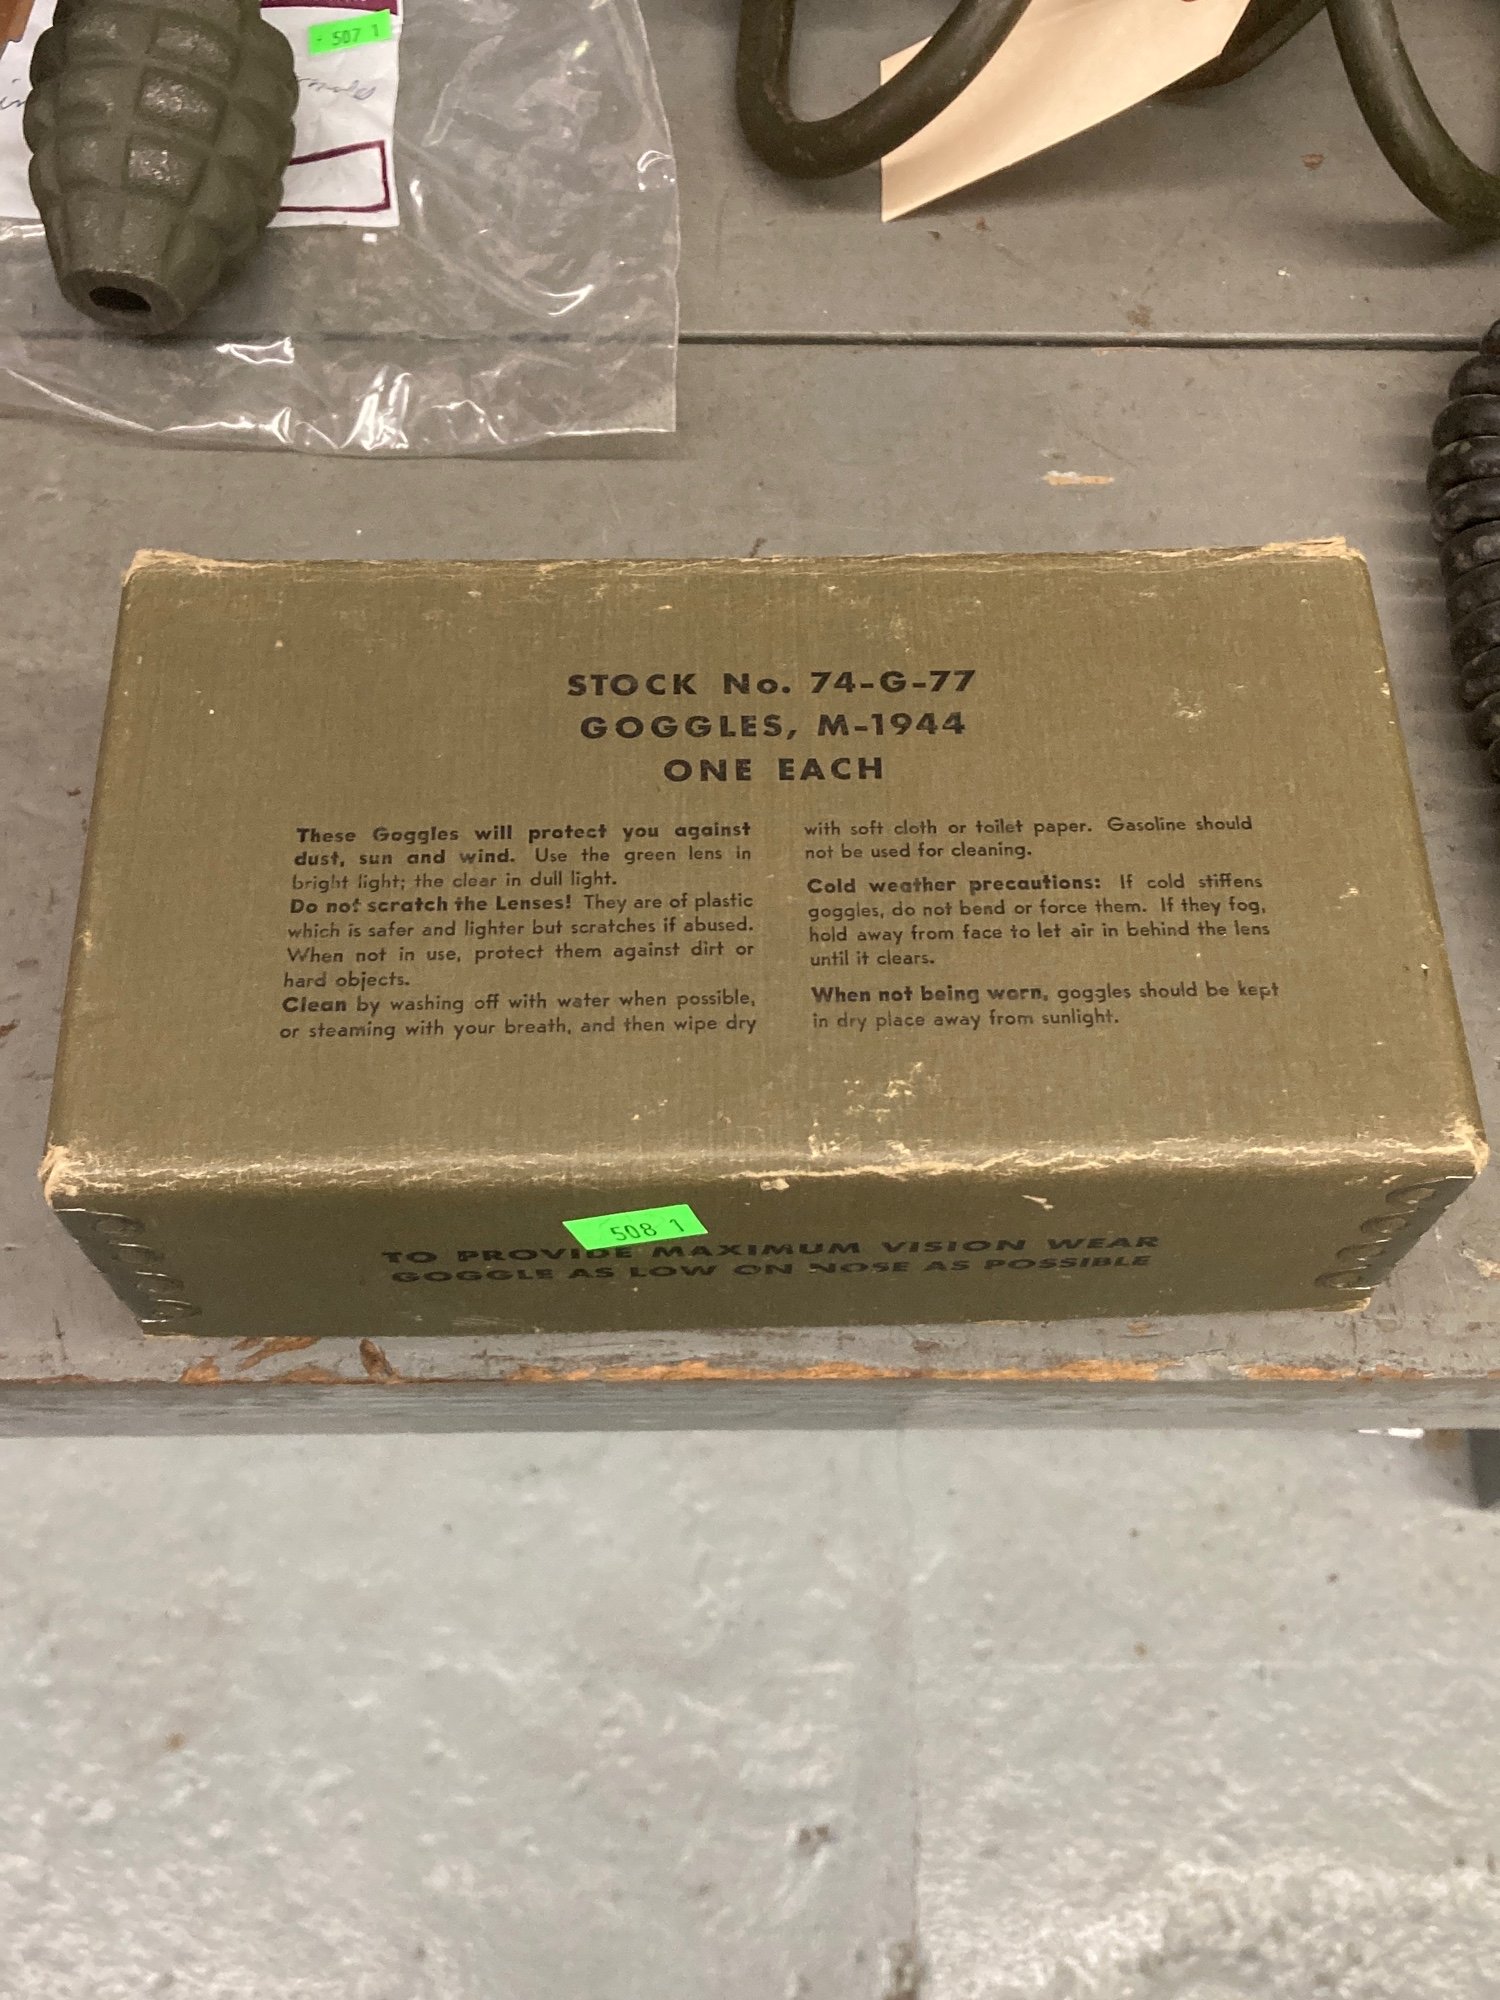 507 1
STOCK No. 74-G-77
GOGGLES, M-1944
ONE EACH
These Goggles will protect you against
dust, sun and wind. Use the green lens in
bright light; the clear in dull light.
Do not scratch the Lenses! They are of plastic
which is safer and lighter but scratches if abused.
When not in use, protect them against dirt or
hard objects.
Clean by washing off with water when possible,
or steaming with your breath, and then wipe dry
with soft cloth or toilet paper. Gasoline should
not be used for cleaning.
Cold weather precautions: If cold stiffens
goggles, do not bend or force them. If they fog,
hold away from face to let air in behind the lens
until it clears.
When not being worn, goggles should be kept
in dry place away from sunlight.
508 1
TO PROVIDE MAXIMUM VISION WEAR
GOGGLE AS LOW ON NOSE AS POSSIBLE